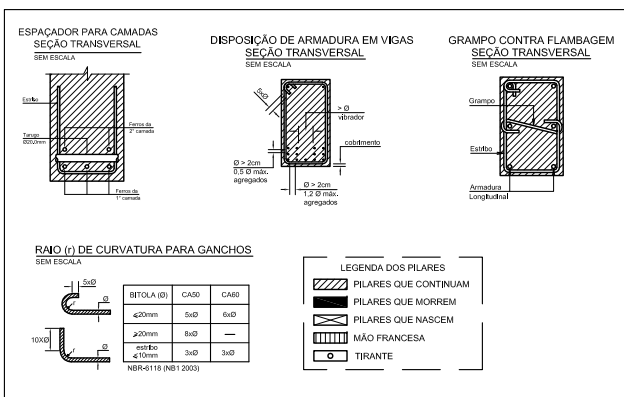 ESPAÇADOR PARA CAMADAS
SEÇÃO TRANSVERSAL
SEM ESCALA
Estribo
Ferros da
2° camada
Tarugo
Ø20,0mm
Ferros da
1° camada
DISPOSIÇÃO DE ARMADURA EM VIGAS
SEÇÃO TRANSVERSAL
SEM ESCALA
5xØ
> Ø
vibrador
cobrimento
Ø > 2cm
0,5 Ø máx.
agregados
Ø > 2cm
1,2 Ø máx.
agregados
GRAMPO CONTRA FLAMBAGEM
SEÇÃO TRANSVERSAL
SEM ESCALA
Grampo
Estribo
Armadura
Longitudinal
RAIO (r) DE CURVATURA PARA GANCHOS
SEM ESCALA
5xØ
Ø
r
10XØ
Ø
r
BITOLA (Ø) CA50 CA60
⩽20mm 5xØ 6xØ
⩾20mm 8xØ —
estribo
⩽10mm 3xØ 3xØ
NBR-6118 (NB1 2003)
LEGENDA DOS PILARES
PILARES QUE CONTINUAM
PILARES QUE MORREM
PILARES QUE NASCEM
MÃO FRANCESA
TIRANTE